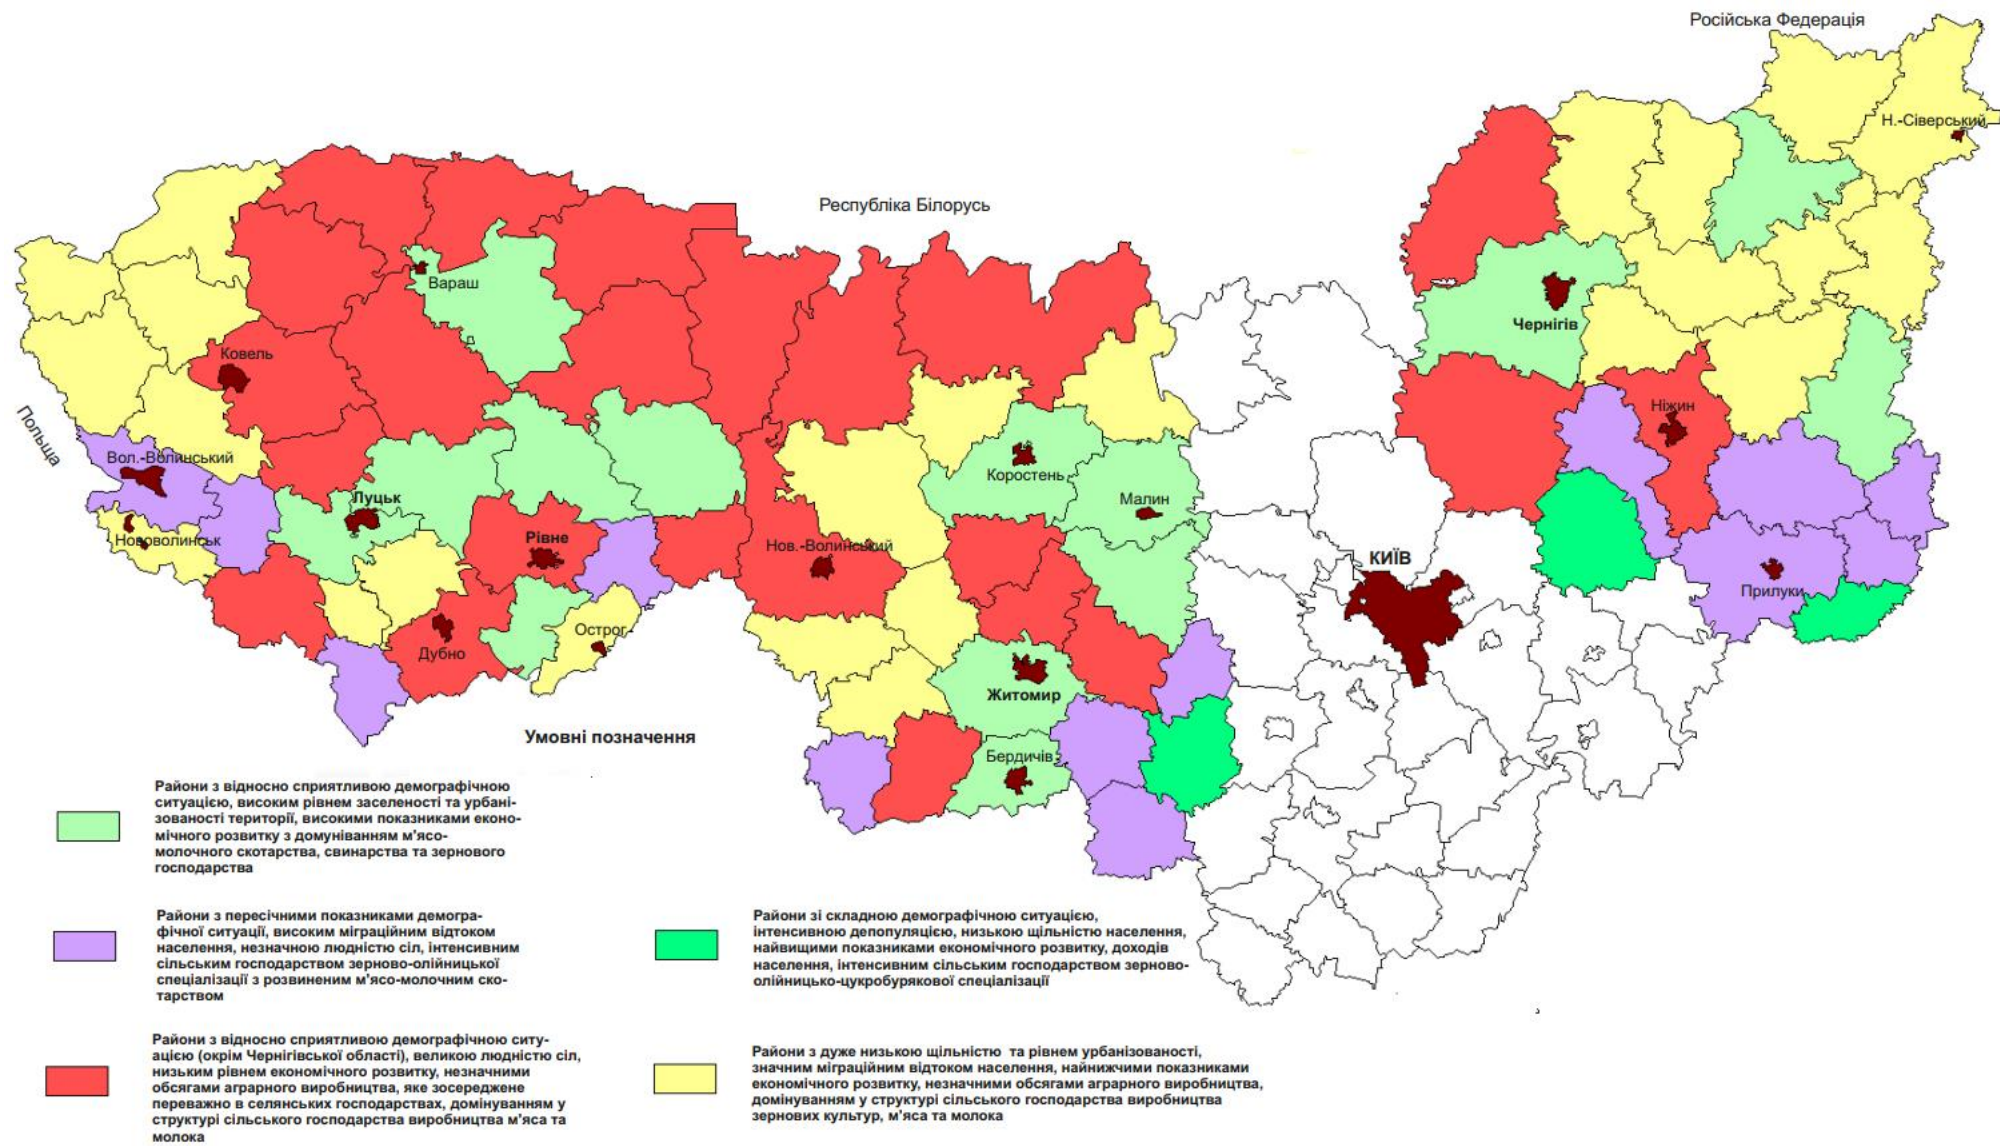 Російська Федерація
Н.-Сіверський
Республіка Білорусь
Вараш
Чернігів
Ковель
Польща
Ніжин
Вол.-Волинський
Коростень
Луцьк
Малин
Нововолинськ
Рівне
Нов.-Волинський
КИЇВ
Прилуки
Острог
Дубно
Житомир
Бердичів
Умовні позначення
Райони з відносно сприятливою демографічною
ситуацією, високим рівнем заселеності та урбані-
зованості території, високими показниками еконо-
мічного розвитку з домуніванням м'ясо-
молочного скотарства, свинарства та зернового
господарства
Райони з пересічними показниками демогра-
фічної ситуації, високим міграційним відтоком
населення, незначною людністю сіл, інтенсивним
сільським господарством зерново-олійницької
спеціалізації з розвиненим м'ясо-молочним ско-
тарством
Райони зі складною демографічною ситуацією,
інтенсивною депопуляцією, низькою щільністю населення,
найвищими показниками економічного розвитку, доходів
населення, інтенсивним сільським господарством зерново-
олійницько-цукробурякової спеціалізації
Райони з відносно сприятливою демографічною ситу-
ацією (окрім Чернігівської області), великою людністю сіл,
низьким рівнем економічного розвитку, незначними
обсягами аграрного виробництва, яке зосереджене
переважно в селянських господарствах, домінуванням у
структурі сільського господарства виробництва м'яса та
молока
Райони з дуже низькою щільністю та рівнем урбанізованості,
значним міграційним відтоком населення, найнижчими показниками
економічного розвитку, незначними обсягами аграрного виробництва,
домінуванням у структурі сільського господарства виробництва
зернових культур, м'яса та молока